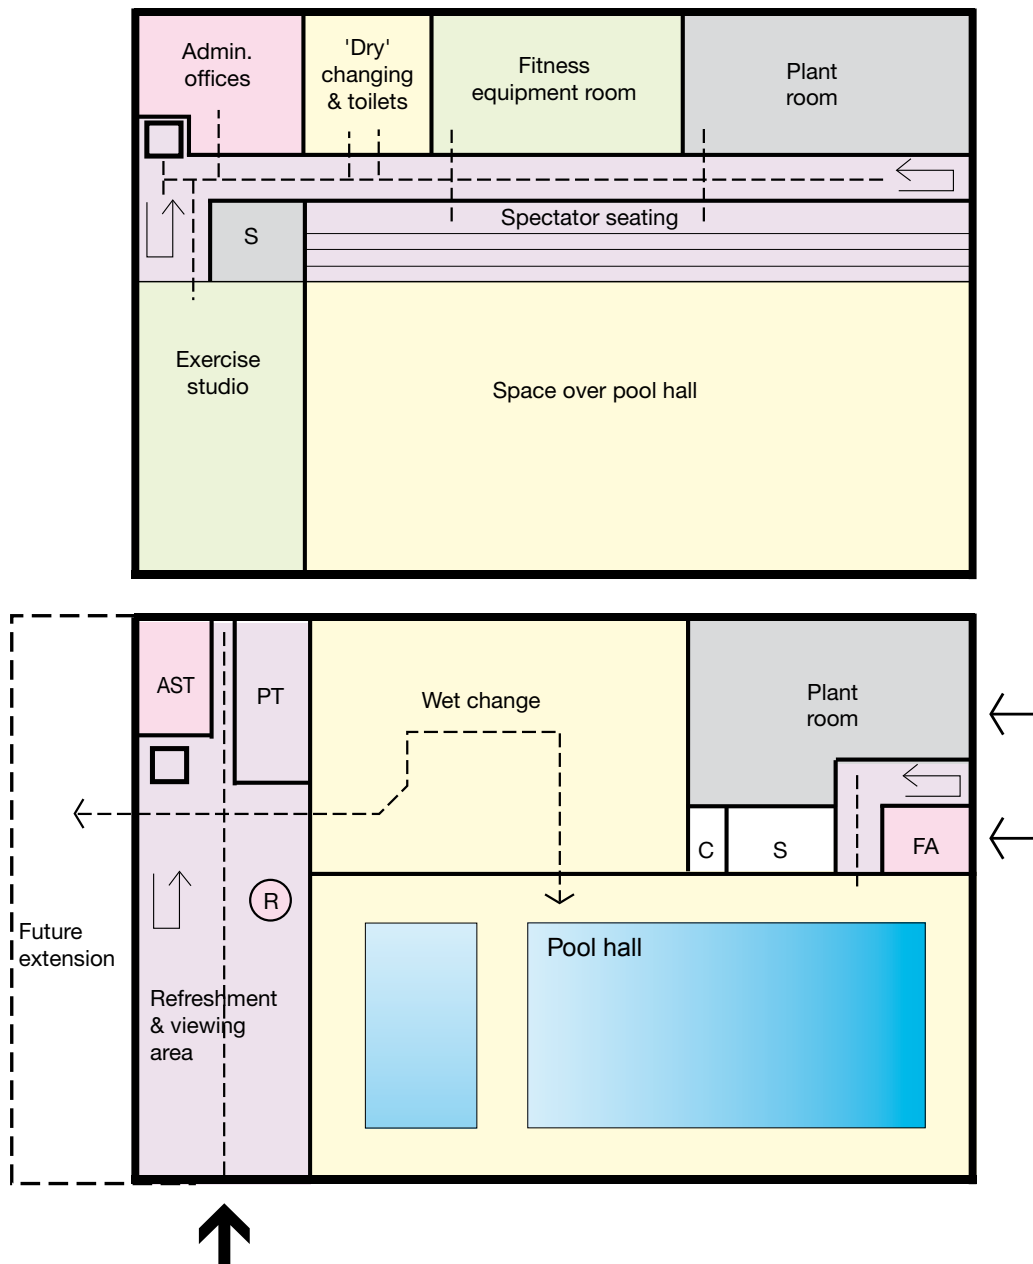 Admin.
offices
'Dry'
changing
& toilets
Fitness
equipment room
Plant
room
S
Spectator seating
Exercise
studio
Space over pool hall
AST
PT
Wet change
Plant
room
C
S
FA
R
Future
extension
Pool hall
Refreshment
& viewing
area